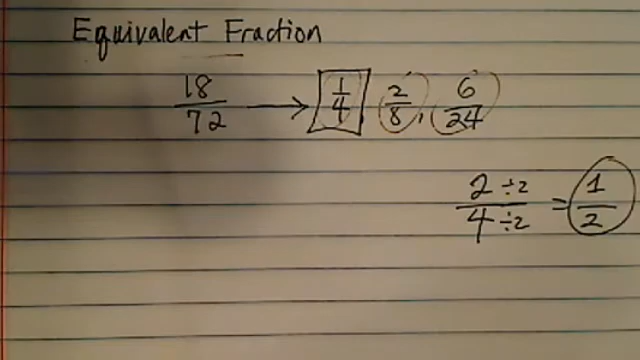 Equivalent Fraction
18/72 → 1/4, 2/8, 6/24
2 ÷2 / 4 ÷2 = 1/2